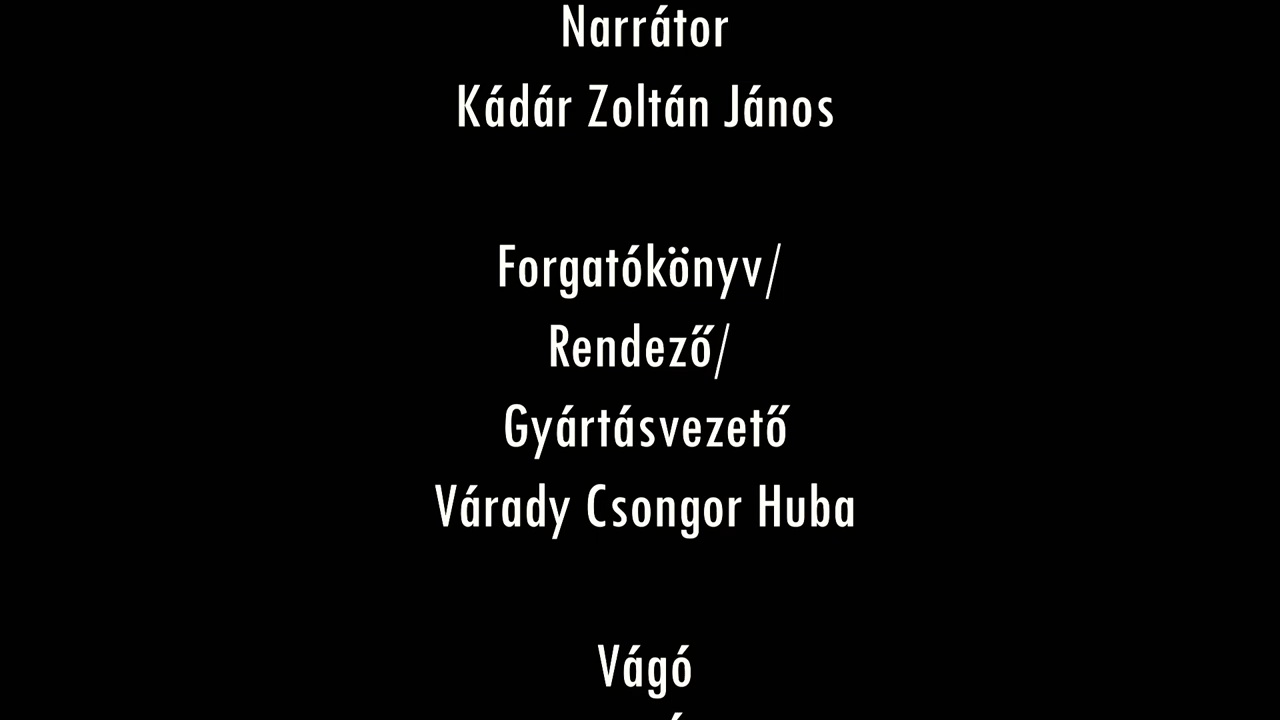 Narrátor
Kádár Zoltán János
Forgatókönyv/
Rendező/
Gyártásvezető
Várady Csongor Huba
Vágó